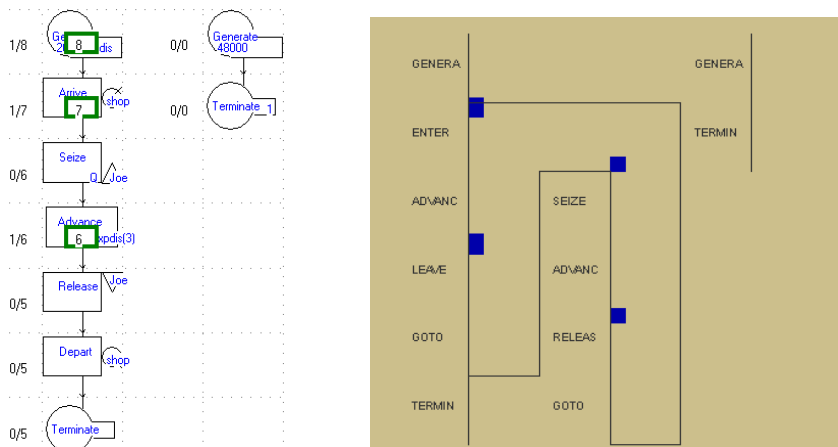 1/8 8 dis 0/0 Generate
48000
1/7 Arrive 7 shop 0/0 Terminate 1
0/6 Seize
Q Joe
1/6 Advance
6 xpdis(3)
0/5 Release Joe
0/5 Depart shop
0/5 Terminate
GENERA GENERA
ENTER TERMIN
ADVANC SEIZE
LEAVE ADVANC
GOTO RELEAS
TERMIN GOTO